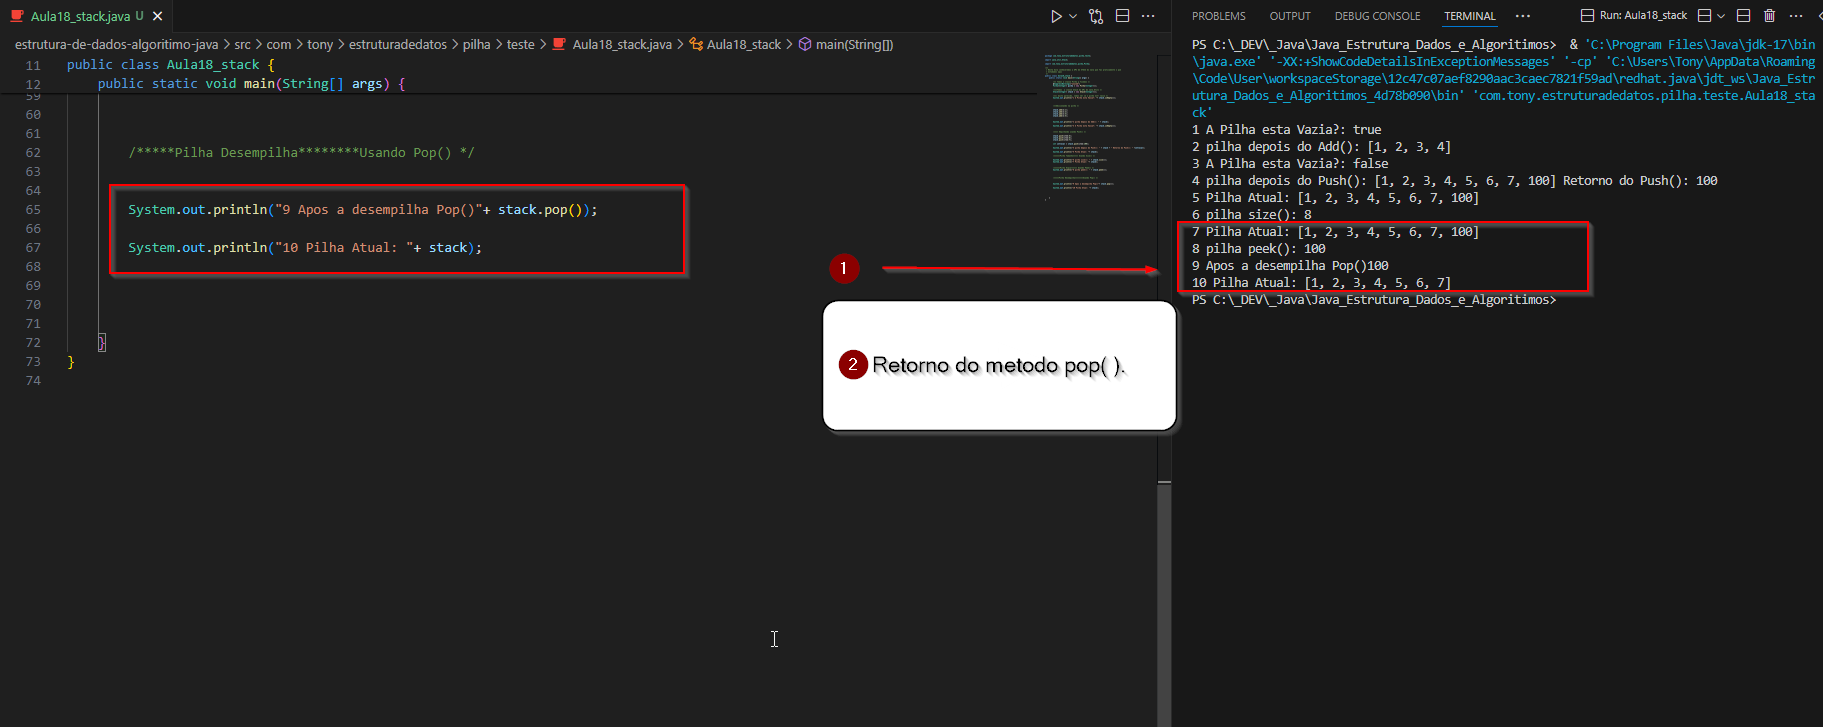 Aula18_stack.java U
estrutura-de-dados-algoritimo-java > src > com > tony > estruturadedatos > pilha > teste > Aula18_stack.java > Aula18_stack > main(String[])
11 public class Aula18_stack {
12 public static void main(String[] args) {
59
60
61
62 /*****Pilha Desempilha********Usando Pop() */
63
64
65 System.out.println("9 Apos a desempilha Pop()"+ stack.pop());
66
67 System.out.println("10 Pilha Atual: "+ stack);
68
69
70
71
72 }
73 }
74
1
2 Retorno do metodo pop( ).
PROBLEMS OUTPUT DEBUG CONSOLE TERMINAL ··· Run: Aula18_stack
PS C:\_DEV\_Java\Java_Estrutura_Dados_e_Algoritimos> & 'C:\Program Files\Java\jdk-17\bin
\java.exe' '-XX:+ShowCodeDetailsInExceptionMessages' '-cp' 'C:\Users\Tony\AppData\Roaming
\Code\User\workspaceStorage\12c47c07aef8290aac3caec7821f59ad\redhat.java\jdt_ws\Java_Est
rutura_Dados_e_Algoritimos_4d78b090\bin' 'com.tony.estruturadedatos.pilha.teste.Aula18_sta
ck'
1 A Pilha esta Vazia?: true
2 pilha depois do Add(): [1, 2, 3, 4]
3 A Pilha esta Vazia?: false
4 pilha depois do Push(): [1, 2, 3, 4, 5, 6, 7, 100] Retorno do Push(): 100
5 Pilha Atual: [1, 2, 3, 4, 5, 6, 7, 100]
6 pilha size(): 8
7 Pilha Atual: [1, 2, 3, 4, 5, 6, 7, 100]
8 pilha peek(): 100
9 Apos a desempilha Pop()100
10 Pilha Atual: [1, 2, 3, 4, 5, 6, 7]
PS C:\_DEV\_Java\Java_Estrutura_Dados_e_Algoritimos>